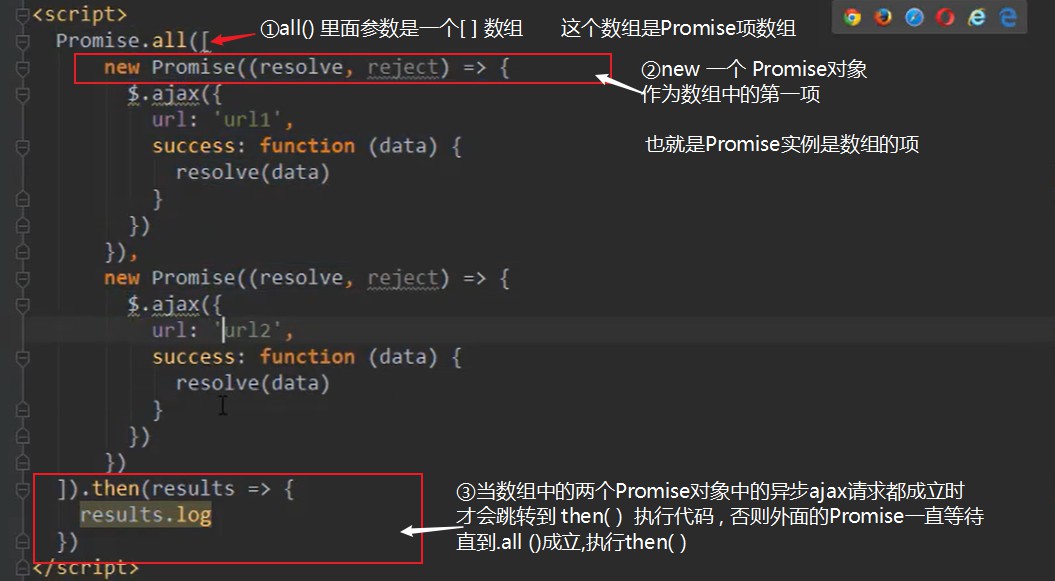 <script>
Promise.all([
①all() 里面参数是一个[ ] 数组 这个数组是Promise项数组
new Promise((resolve, reject) => {
②new 一个 Promise对象
作为数组中的第一项
$.ajax({
url: 'url1',
success: function (data) {
也就是Promise实例是数组的项
resolve(data)
}
})
}),
new Promise((resolve, reject) => {
$.ajax({
url: 'url2',
success: function (data) {
resolve(data)
}
})
})
]).then(results => {
results.log
})
③当数组中的两个Promise对象中的异步ajax请求都成立时
才会跳转到 then( ) 执行代码 , 否则外面的Promise一直等待
直到.all ()成立,执行then( )
</script>